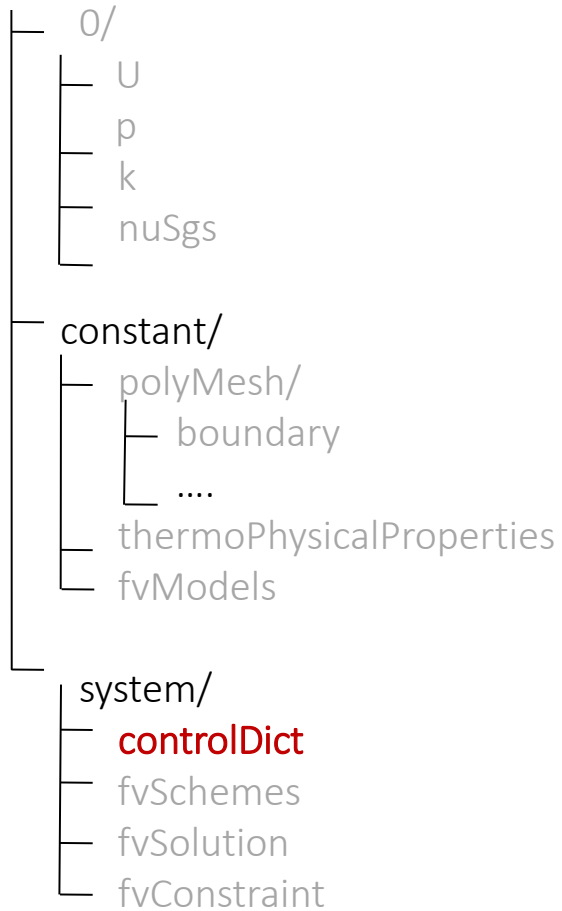 0/
U
p
k
nuSgs
constant/
polyMesh/
boundary
....
thermoPhysicalProperties
fvModels
system/
controlDict
fvSchemes
fvSolution
fvConstraint